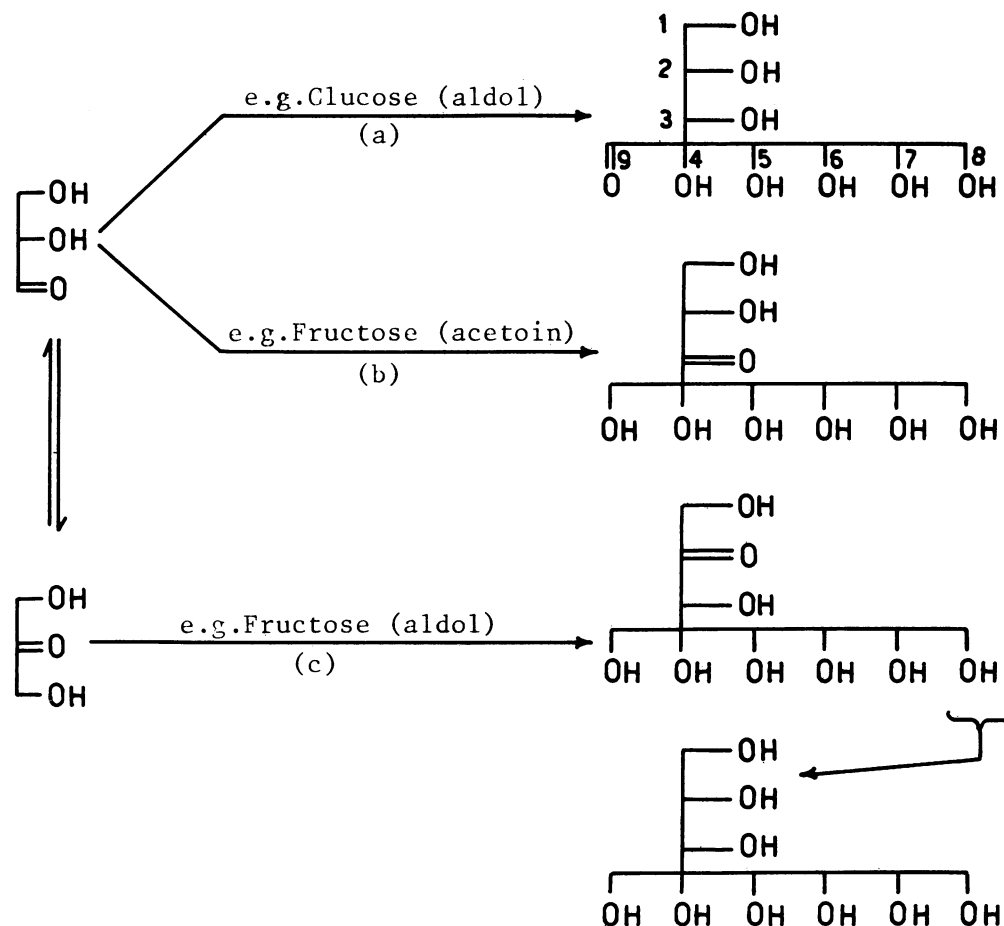 1 OH
2 OH
e.g.Clucose (aldol)
(a)
3 OH
9 4 5 6 7 8
O OH OH OH OH OH
OH
OH
O
OH
OH
e.g.Fructose (acetoin)
(b)
O
OH OH OH OH OH OH
OH
O
OH
OH
O
OH
e.g.Fructose (aldol)
(c)
OH OH OH OH OH OH
OH
OH
OH
OH OH OH OH OH OH